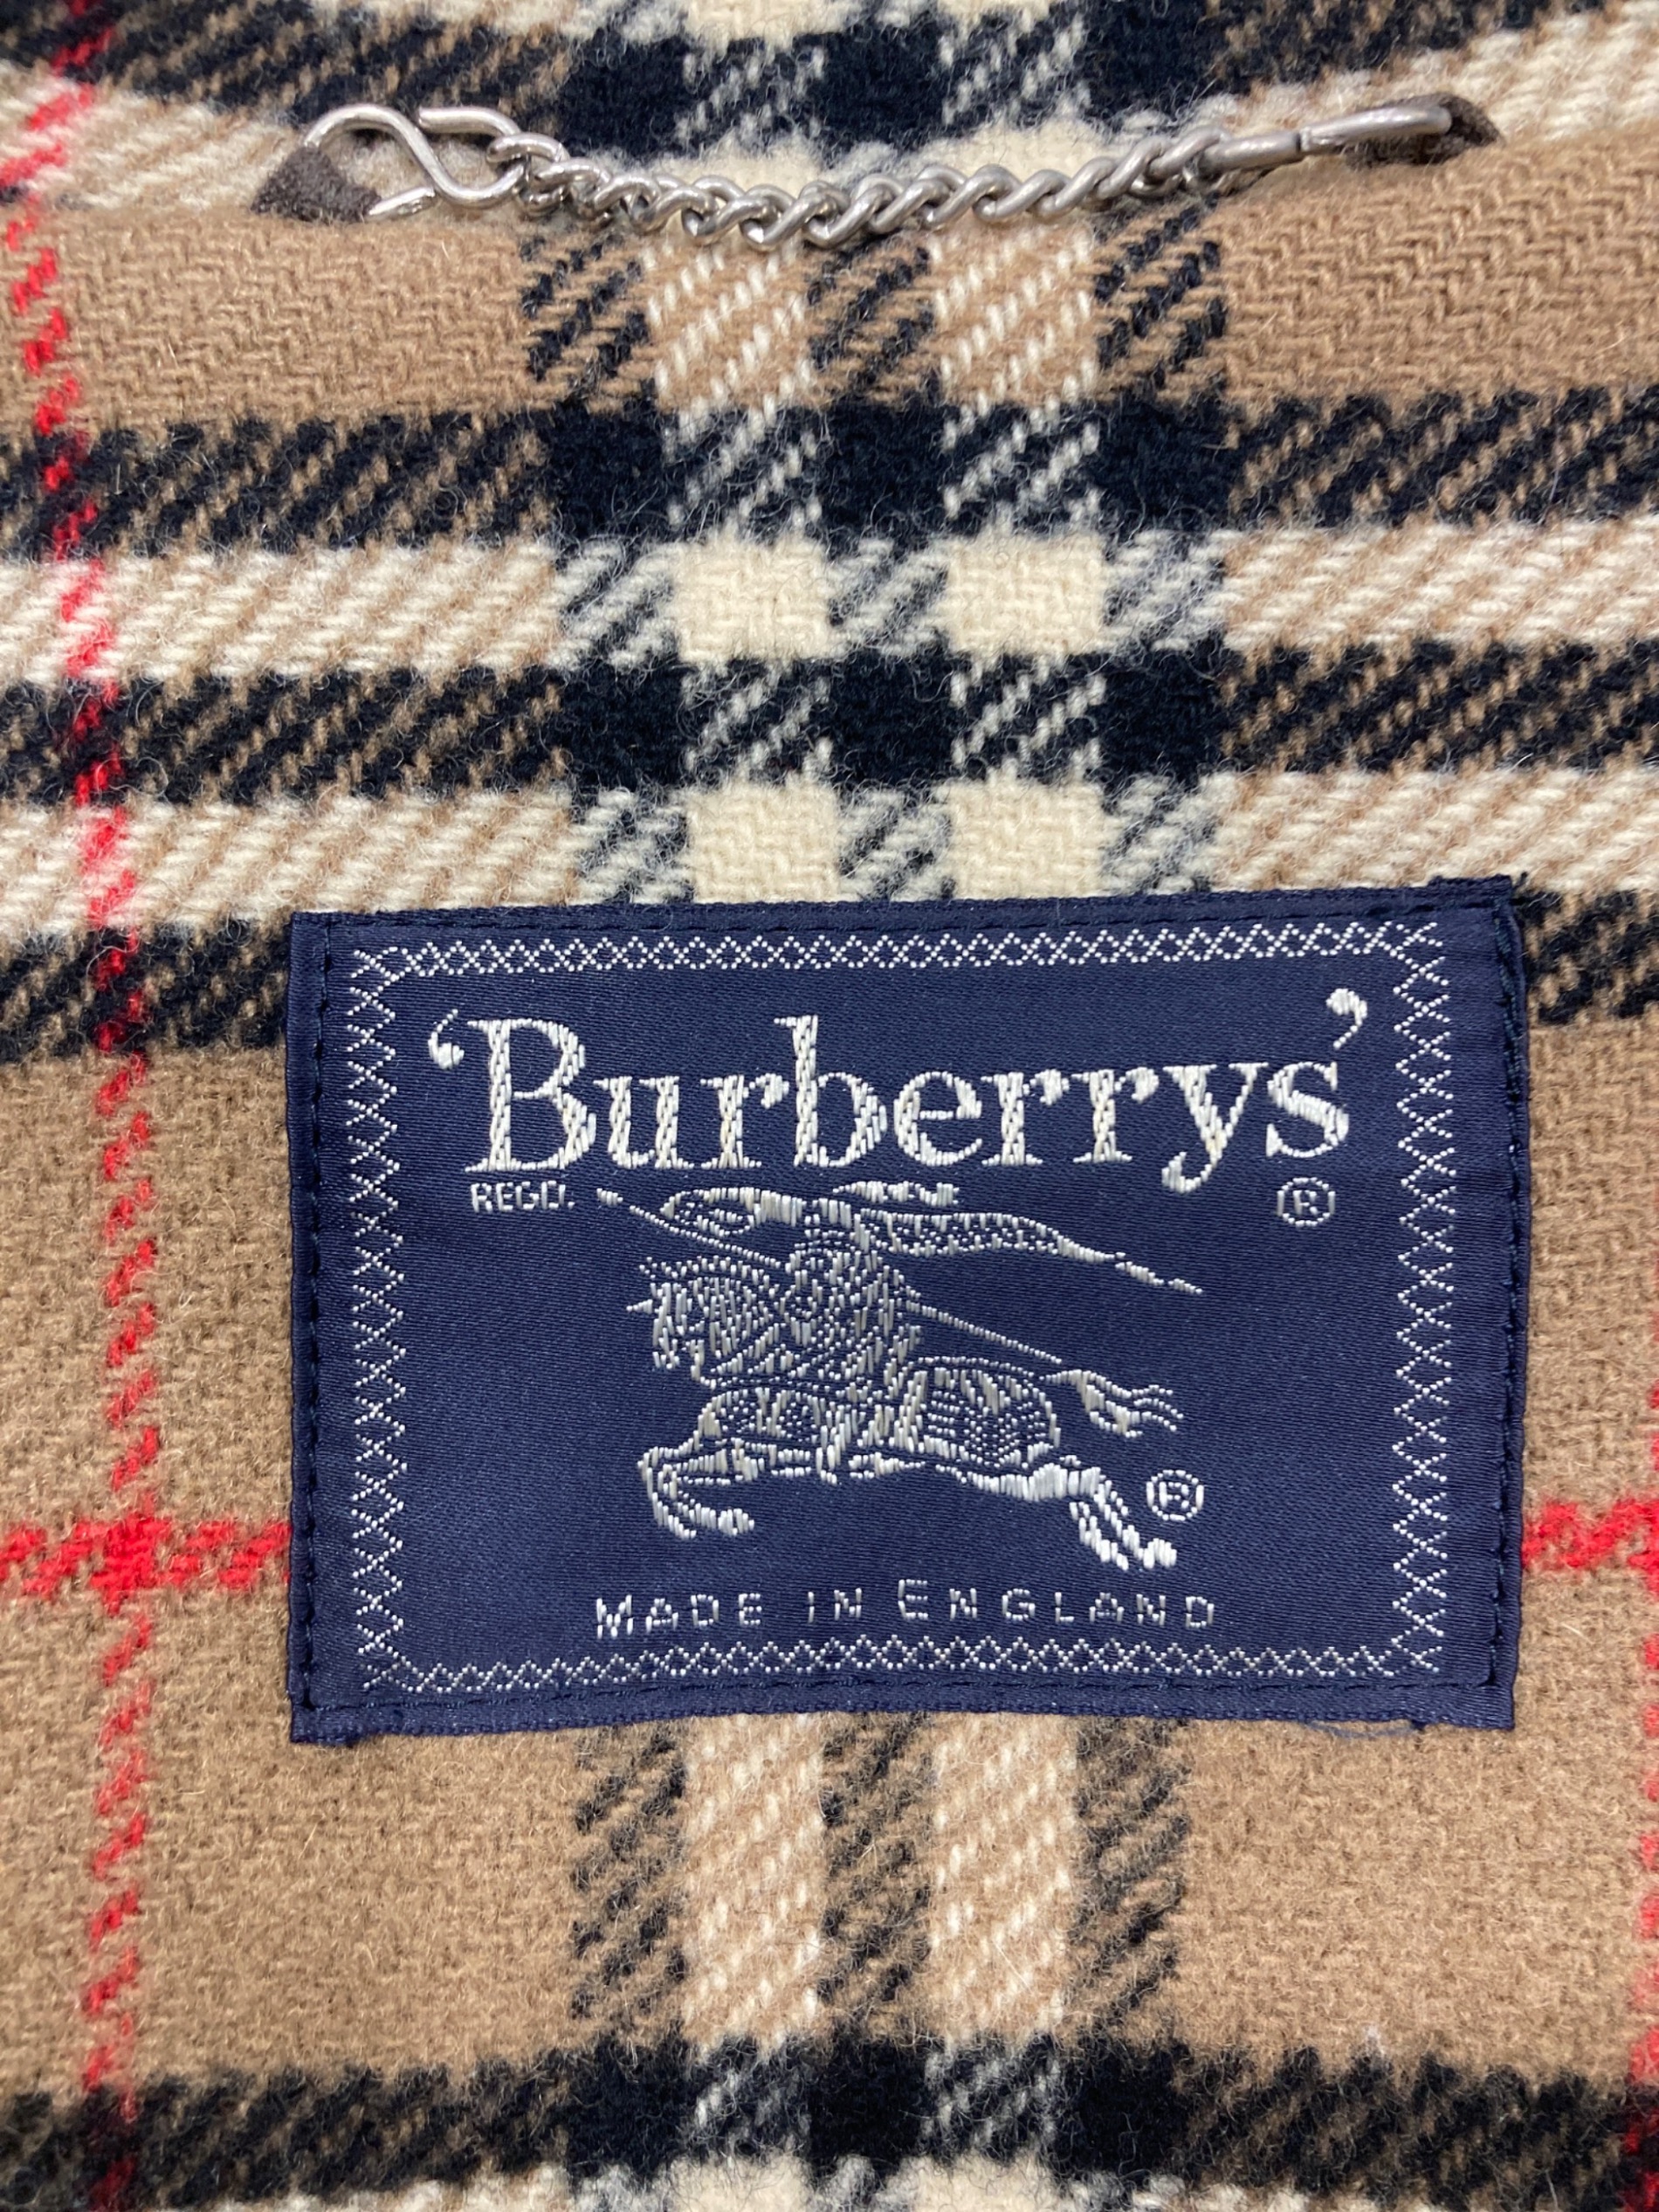 ‘Burberrys’
REGD. ®
®
MADE IN ENGLAND